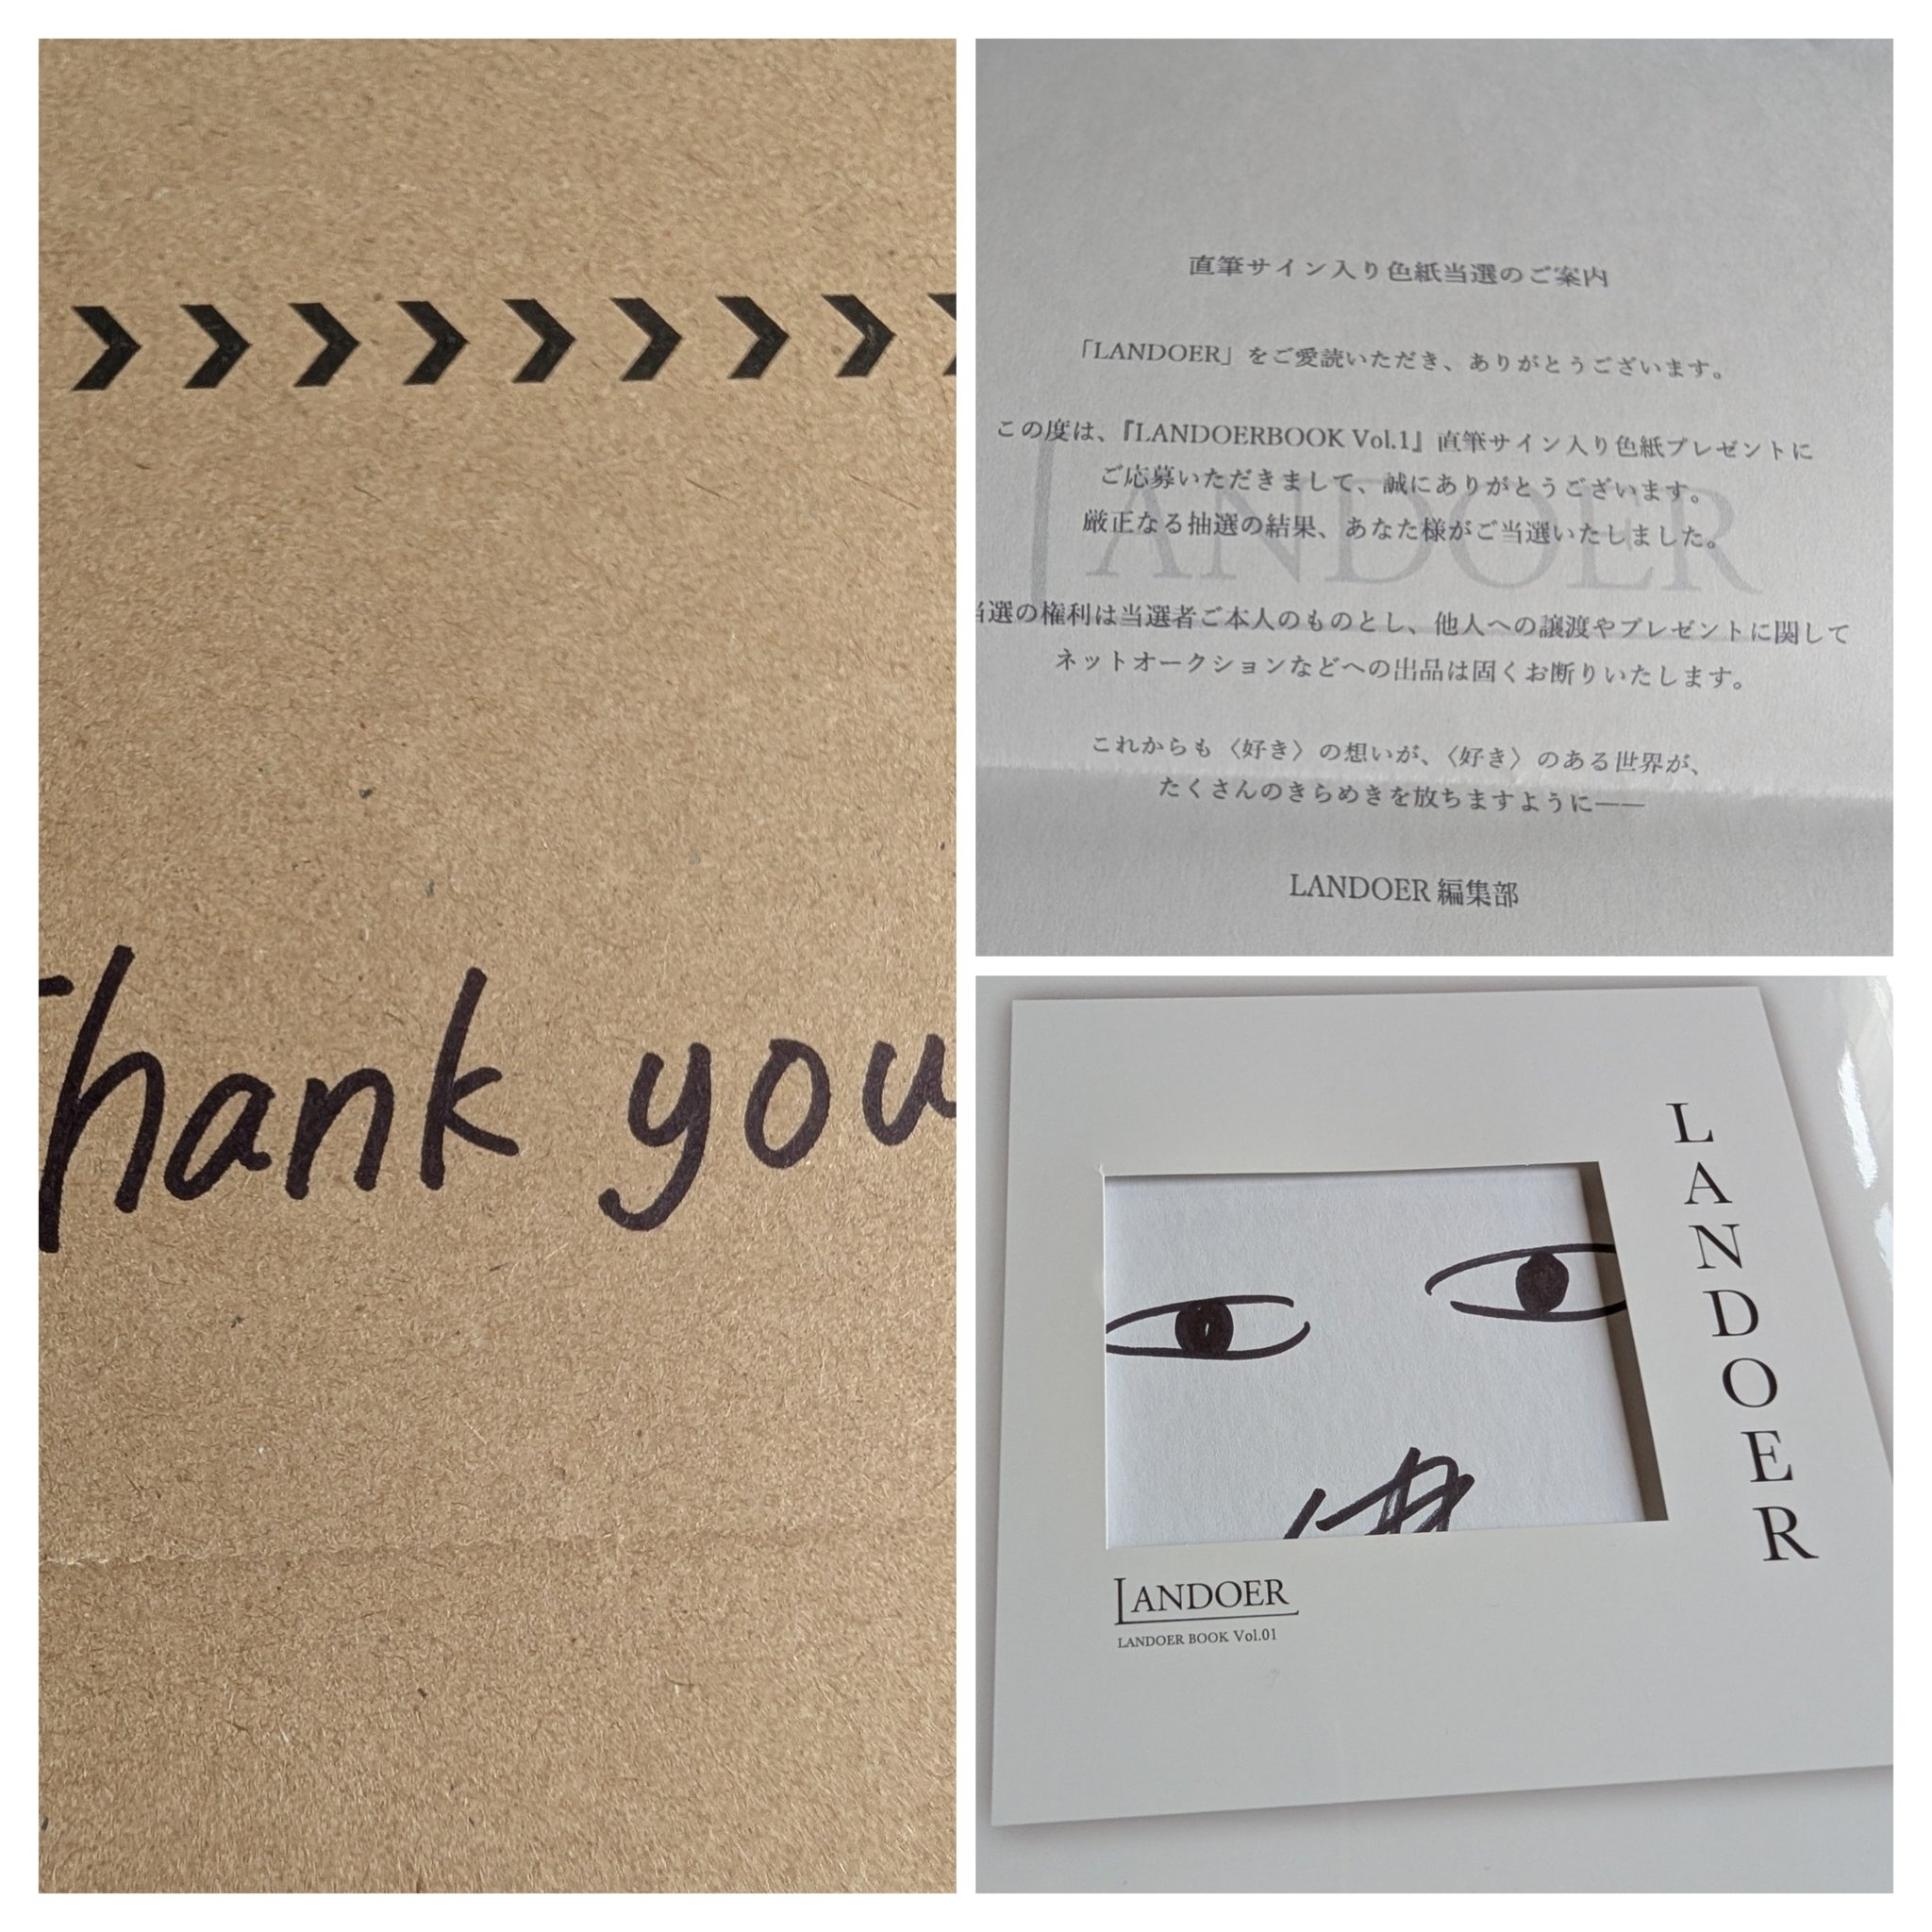 Thank you
直筆サイン入り色紙当選のご案内
「LANDOER」をご愛読いただき、ありがとうございます。
この度は、『LANDOERBOOK Vol.1』直筆サイン入り色紙プレゼントに
ご応募いただきまして、誠にありがとうございます。
厳正なる抽選の結果、あなた様がご当選いたしました。
LANDOER
当選の権利は当選者ご本人のものとし、他人への譲渡やプレゼントに関して
ネットオークションなどへの出品は固くお断りいたします。
これからも〈好き〉の想いが、〈好き〉のある世界が、
たくさんのきらめきを放ちますように――
LANDOER 編集部
LANDOER
LANDOER
LANDOER BOOK Vol.01